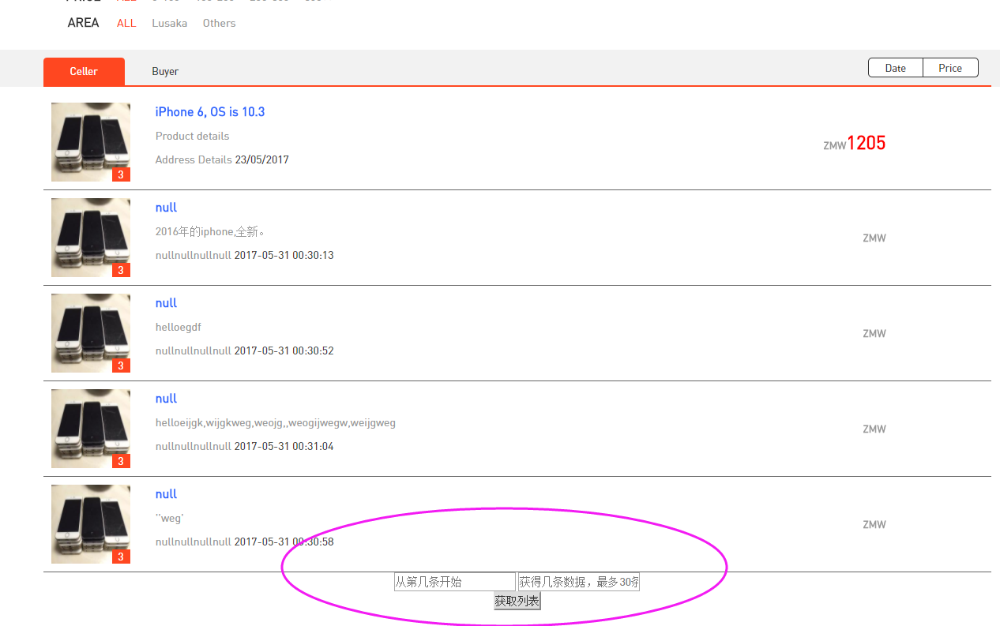 AREA ALL Lusaka Others
Celler Buyer Date Price
iPhone 6, OS is 10.3
Product details
ZMW1205
Address Details 23/05/2017
3
null
2016年的iphone,全新。
ZMW
nullnullnullnull 2017-05-31 00:30:13
3
null
helloegdf
ZMW
nullnullnullnull 2017-05-31 00:30:52
3
null
helloeijgk,wijgkweg,weojg,,weogijwegw,weijgweg
ZMW
nullnullnullnull 2017-05-31 00:31:04
3
null
''weg'
ZMW
nullnullnullnull 2017-05-31 00:30:58
3
从第几条开始 获得几条数据，最多30条
获取列表